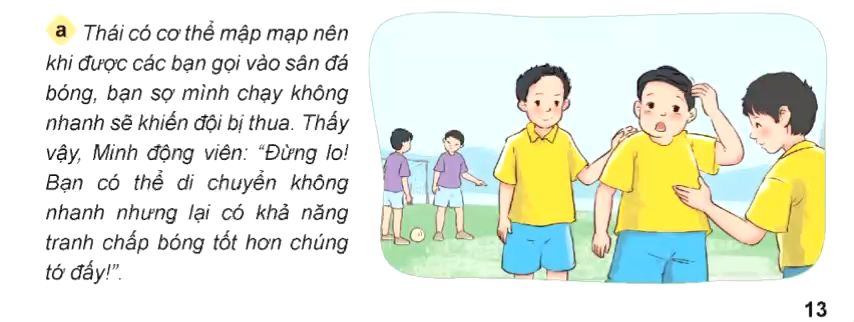 a Thái có cơ thể mập mạp nên
khi được các bạn gọi vào sân đá
bóng, bạn sợ mình chạy không
nhanh sẽ khiến đội bị thua. Thấy
vậy, Minh động viên: “Đừng lo!
Bạn có thể di chuyển không
nhanh nhưng lại có khả năng
tranh chấp bóng tốt hơn chúng
tớ đấy!”.
13